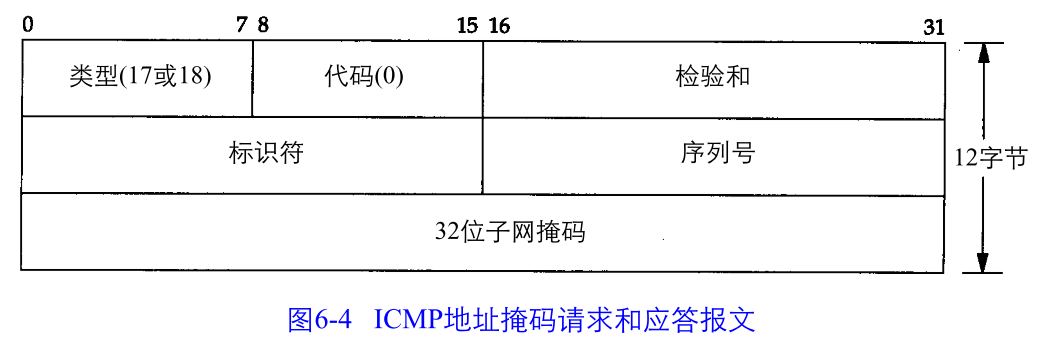 0 7 8 15 16 31
类型(17或18) 代码(0) 检验和
标识符 序列号
12字节
32位子网掩码
图6-4 ICMP地址掩码请求和应答报文